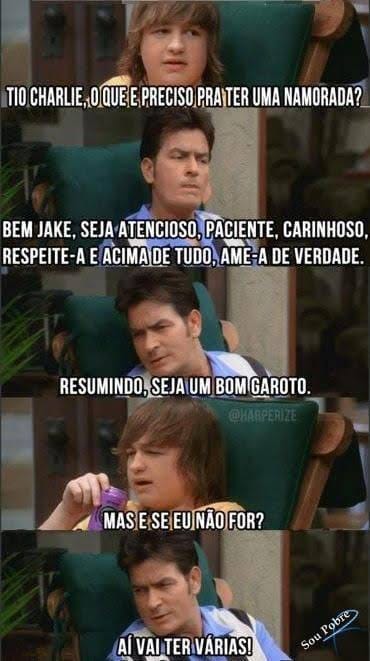 TIO CHARLIE, O QUE E PRECISO PRA TER UMA NAMORADA?
BEM JAKE, SEJA ATENCIOSO, PACIENTE, CARINHOSO,
RESPEITE-A E ACIMA DE TUDO, AME-A DE VERDADE.
RESUMINDO, SEJA UM BOM GAROTO.
@HARPERIZE
MAS E SE EU NÃO FOR?
AÍ VAI TER VÁRIAS!
Sou Pobre